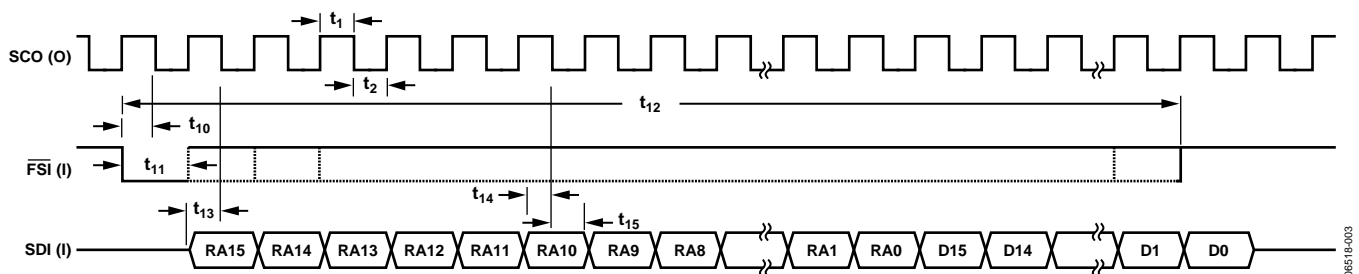 t1
SCO (O)
t2
t12
t10
FSI (I)
t11
t14
t13
t15
SDI (I) RA15 RA14 RA13 RA12 RA11 RA10 RA9 RA8 RA1 RA0 D15 D14 D1 D0
06518-003